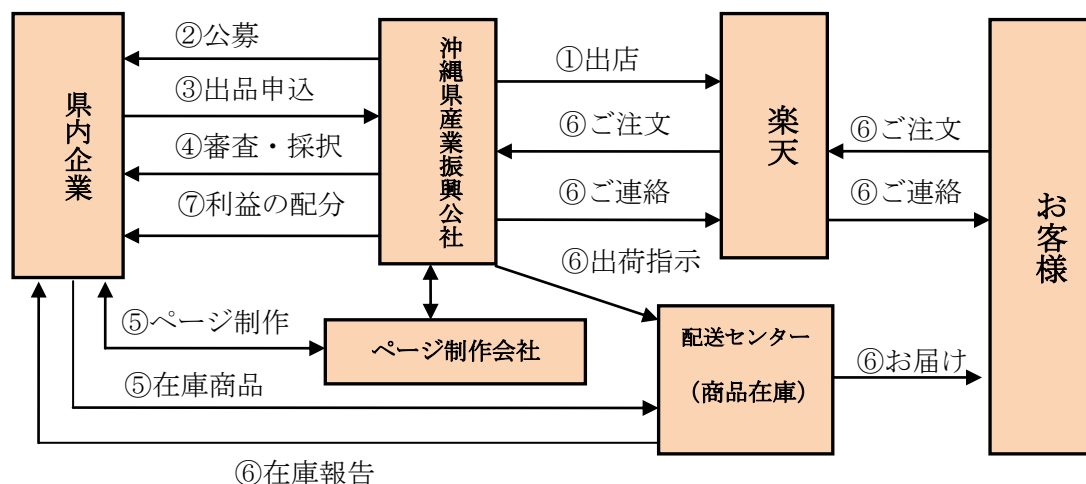 ②公募
①出店
③出品申込
⑥ご注文
⑥ご注文
④審査・採択
⑥ご連絡
⑥ご連絡
⑦利益の配分
県内企業
沖縄県産業振興公社
楽天
お客様
⑥出荷指示
⑤ページ制作
ページ制作会社
配送センター
（商品在庫）
⑥お届け
⑤在庫商品
⑥在庫報告